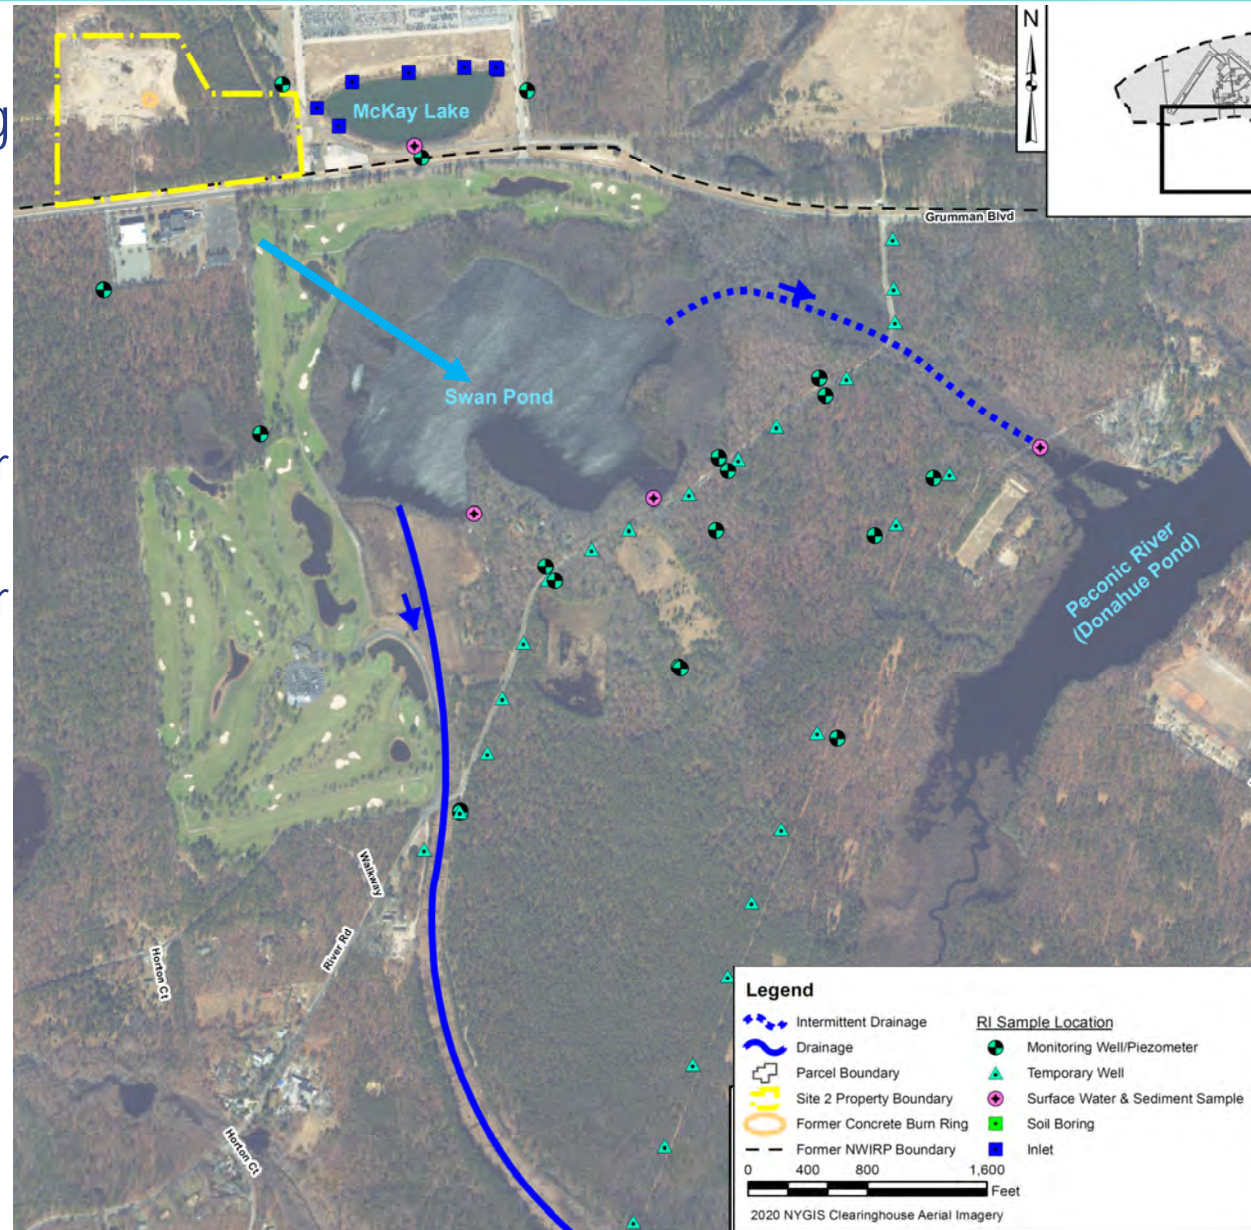 g
r
r
McKay Lake
N
Grumman Blvd
Swan Pond
Peconic River
(Donahue Pond)
Walkway
River Rd
Horton Ct
Horton Ct
Legend
Intermittent Drainage
Drainage
Parcel Boundary
Site 2 Property Boundary
Former Concrete Burn Ring
Former NWIRP Boundary
RI Sample Location
Monitoring Well/Piezometer
Temporary Well
Surface Water & Sediment Sample
Soil Boring
Inlet
0 400 800 1,600
Feet
2020 NYGIS Clearinghouse Aerial Imagery